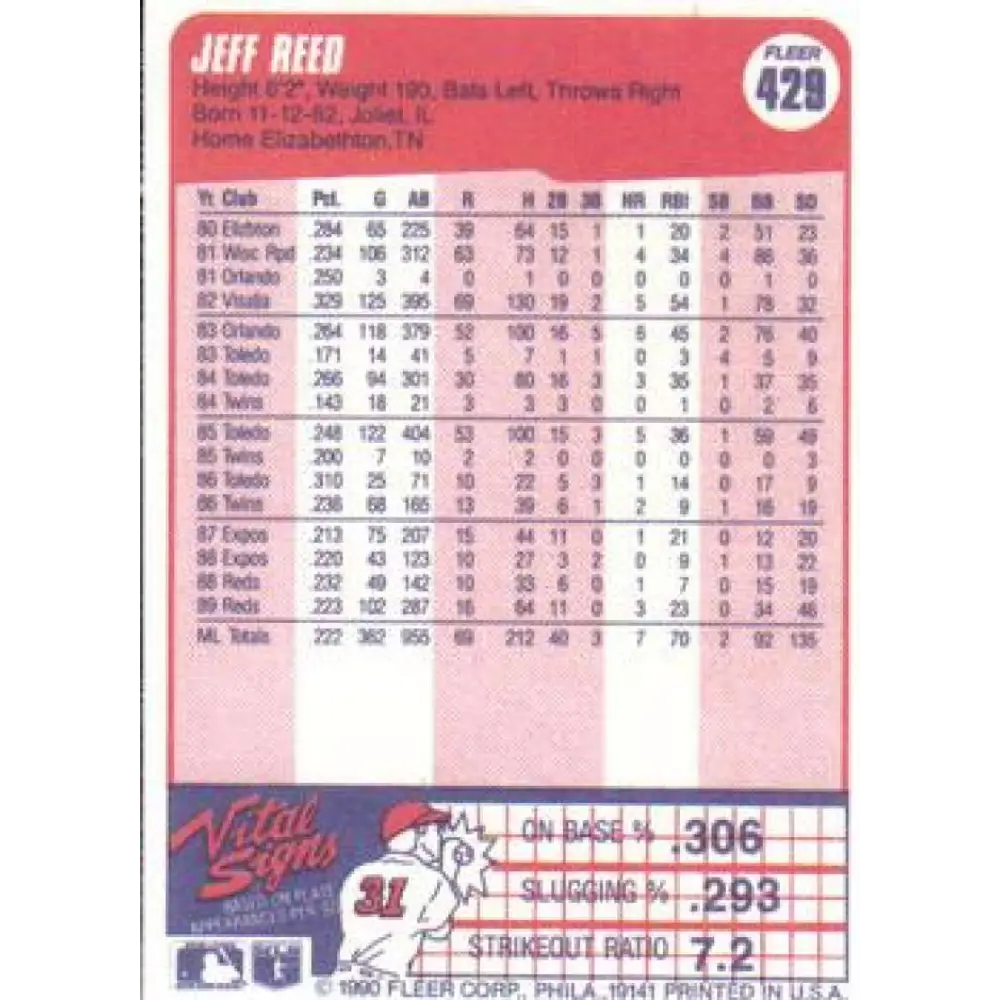 JEFF REED
FLEER
429
Height 6'2", Weight 190, Bats Left, Throws Right
Born 11-12-62, Joliet, IL
Home Elizabethton, TN
Yr Club Pct. G AB R H 2B 3B HR RBI SB BB SO
80 Elizbton .284 65 225 39 64 15 1 1 20 2 51 23
81 Wisc Rpd .234 106 312 63 73 12 1 4 34 4 86 36
81 Orlando .250 3 4 0 1 0 0 0 0 0 1 0
82 Visalia .329 125 395 69 130 19 2 5 54 1 78 32
83 Orlando .264 118 379 52 100 16 5 6 45 2 76 40
83 Toledo .171 14 41 5 7 1 1 0 3 4 5 9
84 Toledo .266 94 301 30 80 16 3 3 35 1 37 35
84 Twins .143 18 21 3 3 3 0 0 1 0 2 6
85 Toledo .248 122 404 53 100 15 3 5 36 1 59 49
85 Twins .200 7 10 2 2 0 0 0 0 0 0 3
86 Toledo .310 25 71 10 22 5 3 1 14 0 17 9
86 Twins .236 68 165 13 39 6 1 2 9 1 16 19
87 Expos .213 75 207 15 44 11 0 1 21 0 12 20
88 Expos .220 43 123 10 27 3 2 0 9 1 13 22
88 Reds .232 49 142 10 33 6 0 1 7 0 15 19
89 Reds .223 102 287 16 64 11 0 3 23 0 34 46
ML Totals .222 362 955 69 212 40 3 7 70 2 92 135
Vital
Signs
BASED ON PLATE
APPEARANCES PER
31
ON BASE % .306
SLUGGING % .293
STRIKEOUT RATIO 7.2
© 1990 FLEER CORP., PHILA., 19141 PRINTED IN U.S.A.